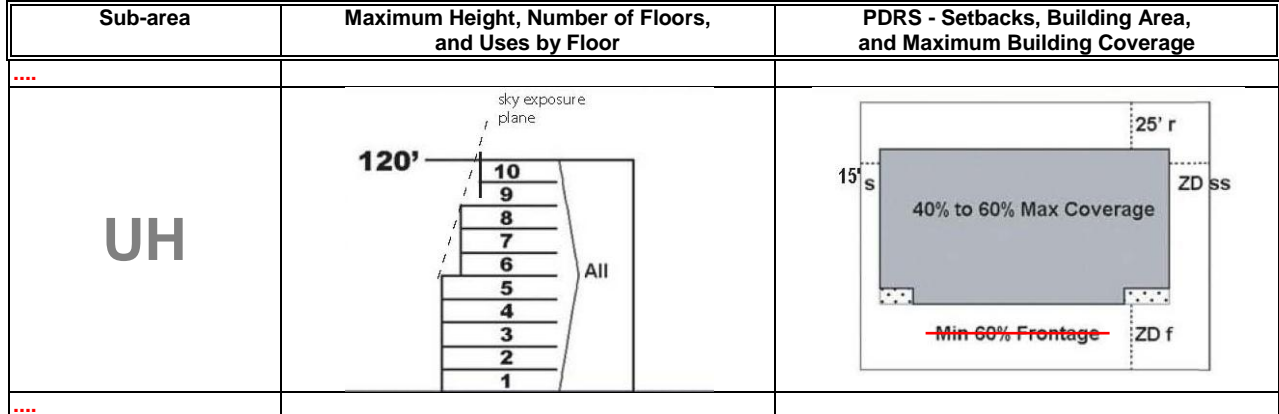 Sub-area
Maximum Height, Number of Floors,
and Uses by Floor
PDRS - Setbacks, Building Area,
and Maximum Building Coverage
....
UH
sky exposure
plane
120'
10
9
8
7
6
5
4
3
2
1
All
25' r
15' s
ZD ss
40% to 60% Max Coverage
Min 60% Frontage
ZD f
....